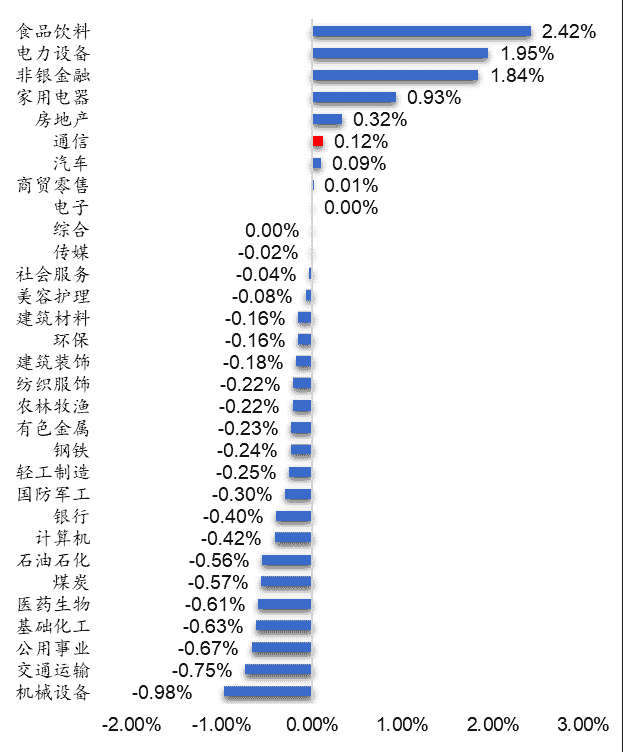 食品饮料 2.42%
电力设备 1.95%
非银金融 1.84%
家用电器 0.93%
房地产 0.32%
通信 0.12%
汽车 0.09%
商贸零售 0.01%
电子 0.00%
综合 0.00%
传媒 -0.02%
社会服务 -0.04%
美容护理 -0.08%
建筑材料 -0.16%
环保 -0.16%
建筑装饰 -0.18%
纺织服饰 -0.22%
农林牧渔 -0.22%
有色金属 -0.23%
钢铁 -0.24%
轻工制造 -0.25%
国防军工 -0.30%
银行 -0.40%
计算机 -0.42%
石油石化 -0.56%
煤炭 -0.57%
医药生物 -0.61%
基础化工 -0.63%
公用事业 -0.67%
交通运输 -0.75%
机械设备 -0.98%
-2.00% -1.00% 0.00% 1.00% 2.00% 3.00%